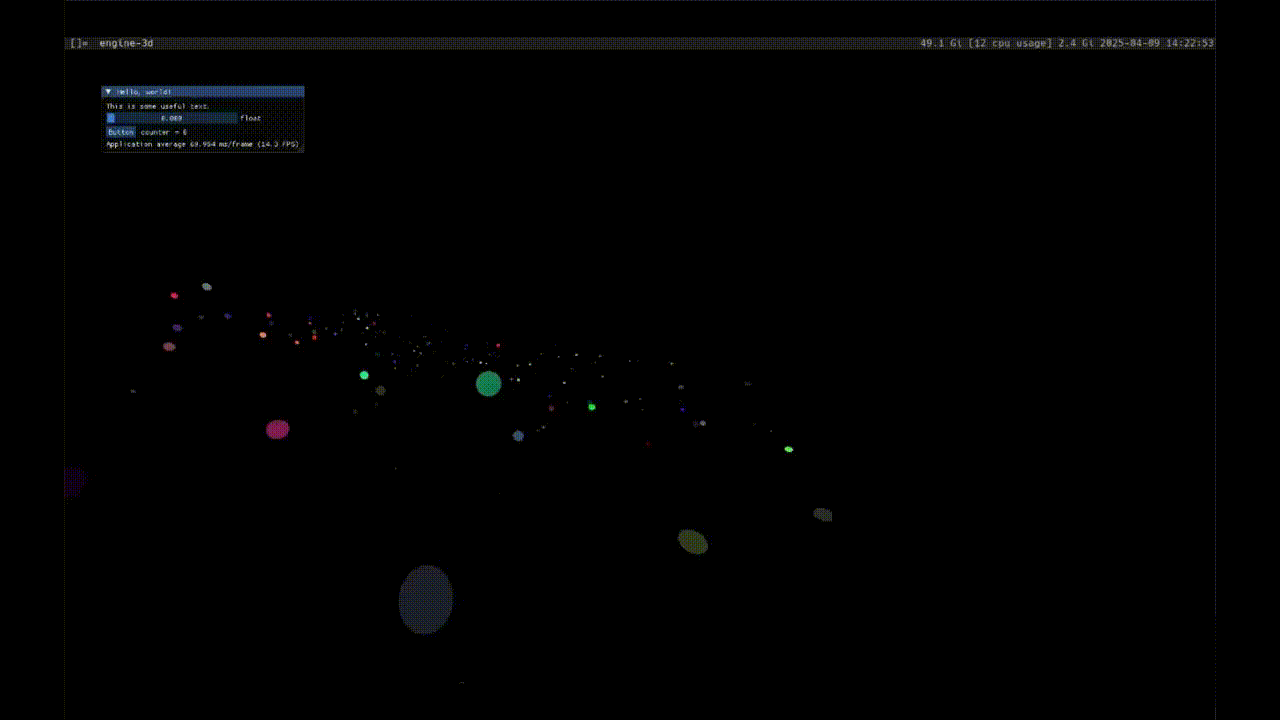 []= engine-3d 49.1 Gi [12 cpu usage] 2.4 Gi 2025-04-09 14:22:53
▼ Hello, world!
This is some useful text.
0.000 float
Button counter = 0
Application average 69.954 ms/frame (14.3 FPS)